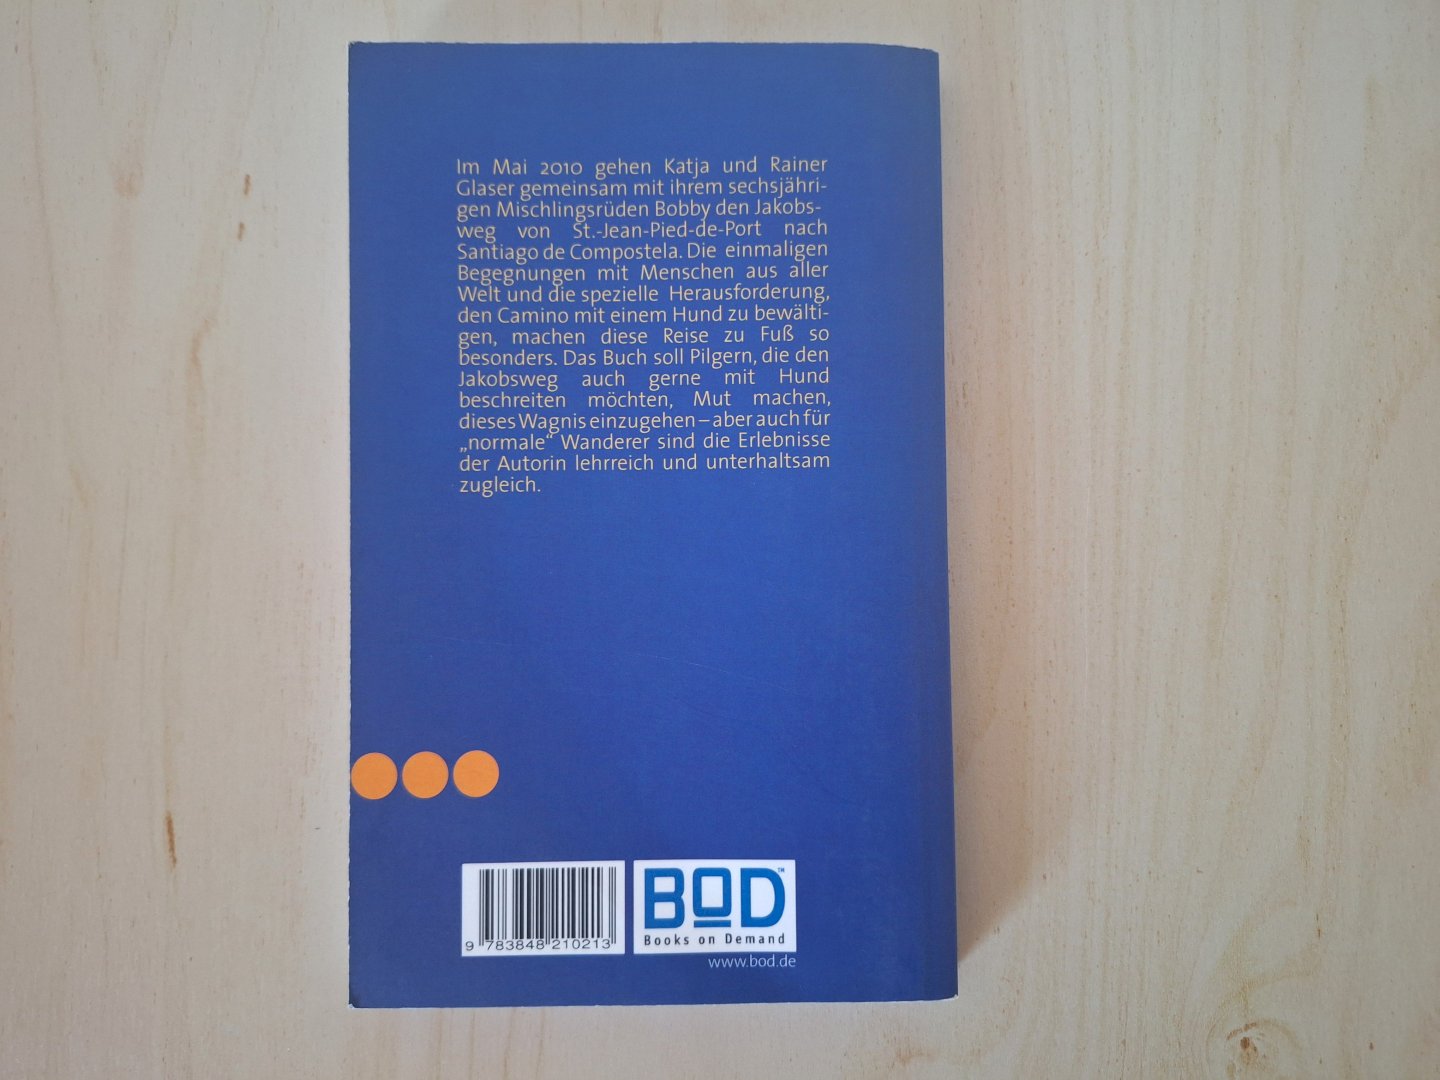 Im Mai 2010 gehen Katja und Rainer
Glaser gemeinsam mit ihrem sechsjähri-
gen Mischlingsrüden Bobby den Jakobs-
weg von St.-Jean-Pied-de-Port nach
Santiago de Compostela. Die einmaligen
Begegnungen mit Menschen aus aller
Welt und die spezielle Herausforderung,
den Camino mit einem Hund zu bewälti-
gen, machen diese Reise zu Fuß so
besonders. Das Buch soll Pilgern, die den
Jakobsweg auch gerne mit Hund
beschreiten möchten, Mut machen,
dieses Wagnis einzugehen – aber auch für
„normale“ Wanderer sind die Erlebnisse
der Autorin lehrreich und unterhaltsam
zugleich.
9 783848 210213
BOD™
Books on Demand
www.bod.de